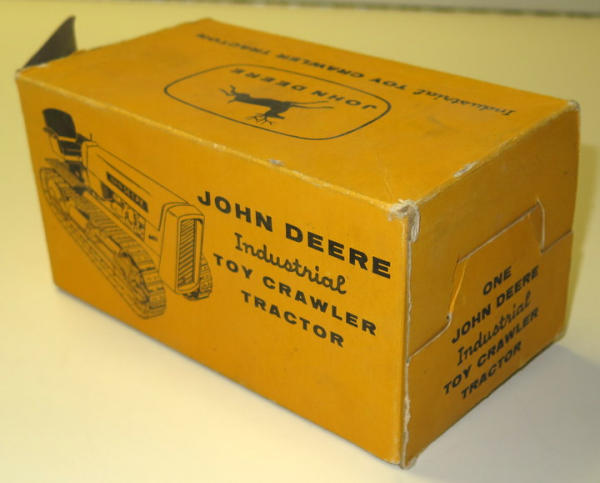 Industrial TOY CRAWLER TRACTOR
JOHN DEERE
JOHN DEERE
Industrial
TOY CRAWLER
TRACTOR
ONE
JOHN DEERE
Industrial
TOY CRAWLER
TRACTOR